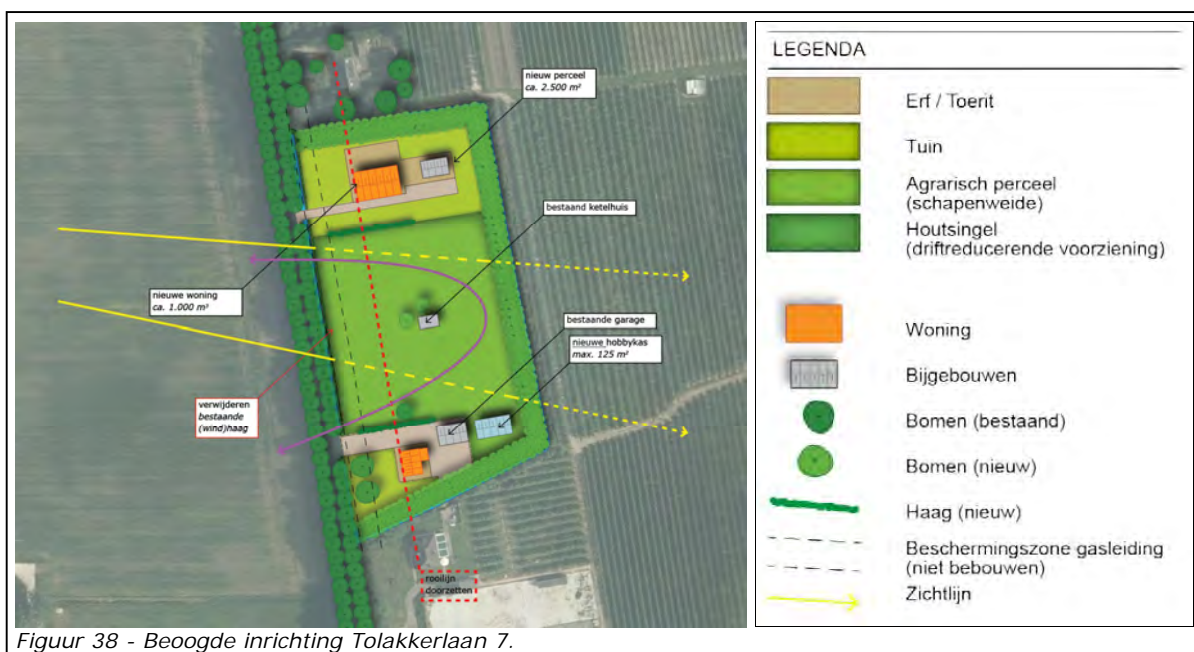 nieuw perceel
ca. 2.500 m²
bestaand ketelhuis
nieuwe woning
ca. 1.000 m³
bestaande garage
nieuwe hobbykas
max. 125 m²
verwijderen
bestaande
(wind)haag
rooilijn
doorzetten
LEGENDA
Erf / Toerit
Tuin
Agrarisch perceel
(schapenweide)
Houtsingel
(driftreducerende voorziening)
Woning
Bijgebouwen
Bomen (bestaand)
Bomen (nieuw)
Haag (nieuw)
Beschermingszone gasleiding
(niet bebouwen)
Zichtlijn
Figuur 38 - Beoogde inrichting Tolakkerlaan 7.